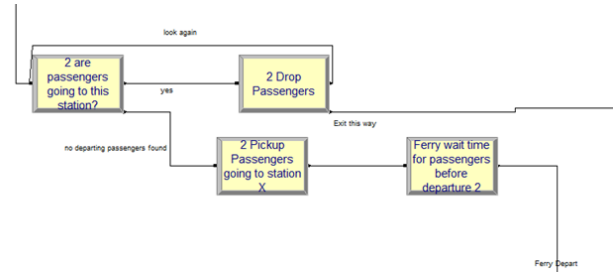 look again
2 are
passengers
going to this
station?
yes
2 Drop
Passengers
Exit this way
no departing passengers found
2 Pickup
Passengers
going to station
X
Ferry wait time
for passengers
before
departure 2
Ferry Depart